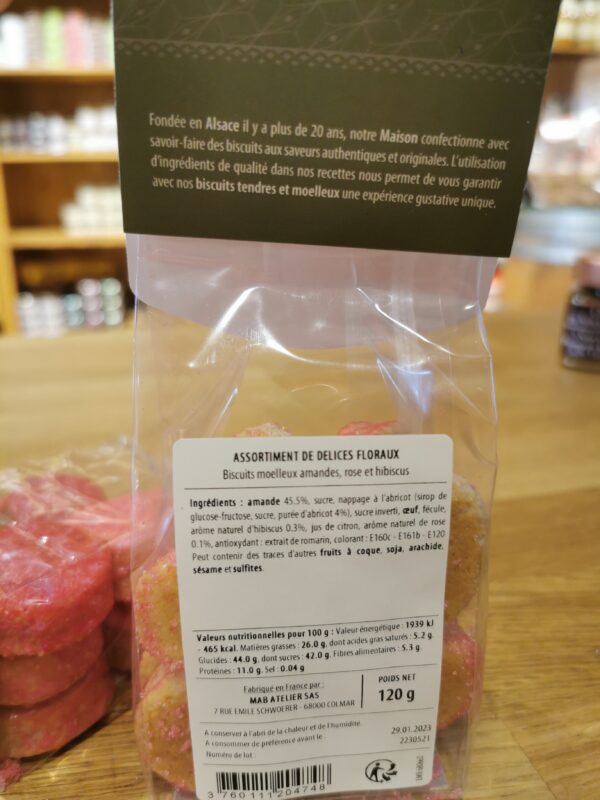 Fondée en Alsace il y a plus de 20 ans, notre Maison confectionne avec
savoir-faire des biscuits aux saveurs authentiques et originales. L'utilisation
d'ingrédients de qualité dans nos recettes nous permet de vous garantir
avec nos biscuits tendres et moelleux une expérience gustative unique.
ASSORTIMENT DE DELICES FLORAUX
Biscuits moelleux amandes, rose et hibiscus
Ingrédients : amande 45.5%, sucre, nappage à l'abricot (sirop de
glucose-fructose, sucre, purée d'abricot 4%), sucre inverti, œuf, fécule,
arôme naturel d'hibiscus 0.3%, jus de citron, arôme naturel de rose
0.1%, antioxydant : extrait de romarin, colorant : E160c - E161b - E120
Peut contenir des traces d'autres fruits à coque, soja, arachide,
sésame et sulfites.
Valeurs nutritionnelles pour 100 g : Valeur énergétique : 1939 kJ
- 465 kcal. Matières grasses : 26.0 g, dont acides gras saturés : 5.2 g.
Glucides : 44.0 g, dont sucres : 42.0 g. Fibres alimentaires : 5.3 g.
Protéines : 11.0 g. Sel : 0.04 g
Fabriqué en France par :
MAB ATELIER SAS
7 RUE EMILE SCHWOERER - 68000 COLMAR
POIDS NET
120 g
A conserver à l'abri de la chaleur et de l'humidité.
A consommer de préférence avant le :
29.01.2023
Numéro de lot :
2230521
3 760111 204748